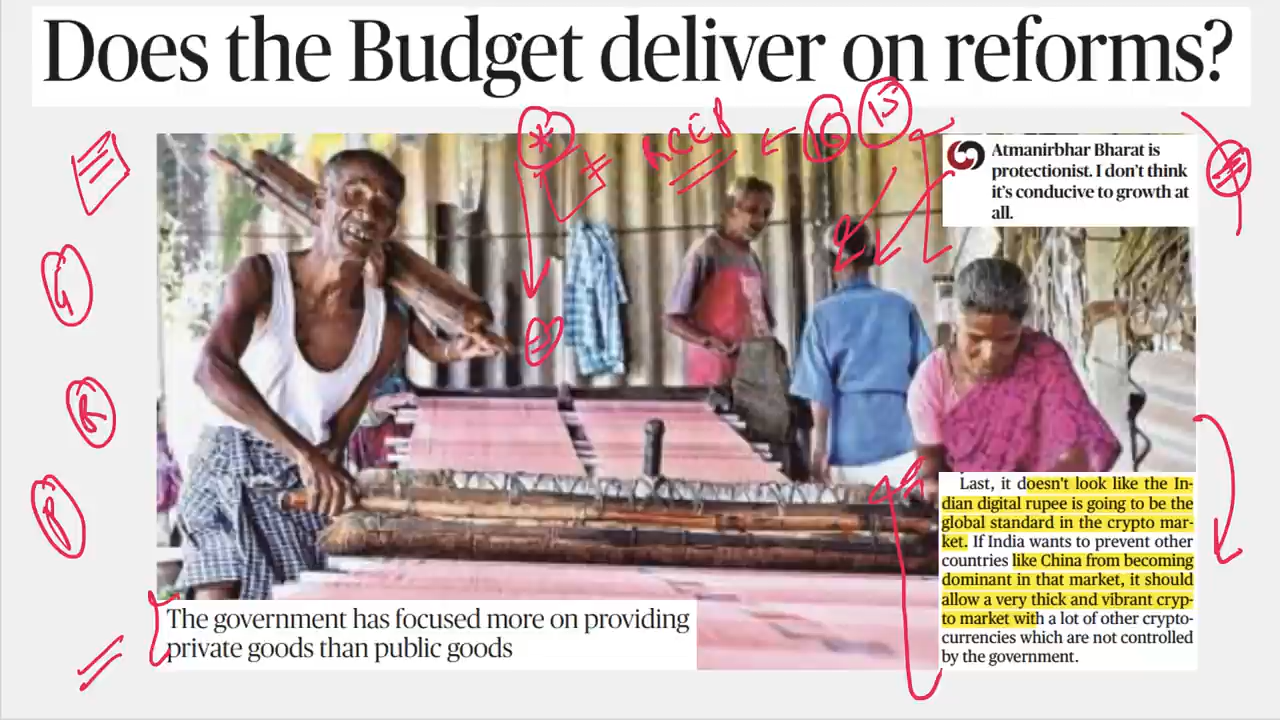 Does the Budget deliver on reforms?
RCEP
16
15
Atmanirbhar Bharat is
protectionist. I don't think
it's conducive to growth at
all.
Last, it doesn't look like the In-
dian digital rupee is going to be the
global standard in the crypto mar-
ket. If India wants to prevent other
countries like China from becoming
dominant in that market, it should
allow a very thick and vibrant cryp-
to market with a lot of other crypto-
currencies which are not controlled
by the government.
The government has focused more on providing
private goods than public goods